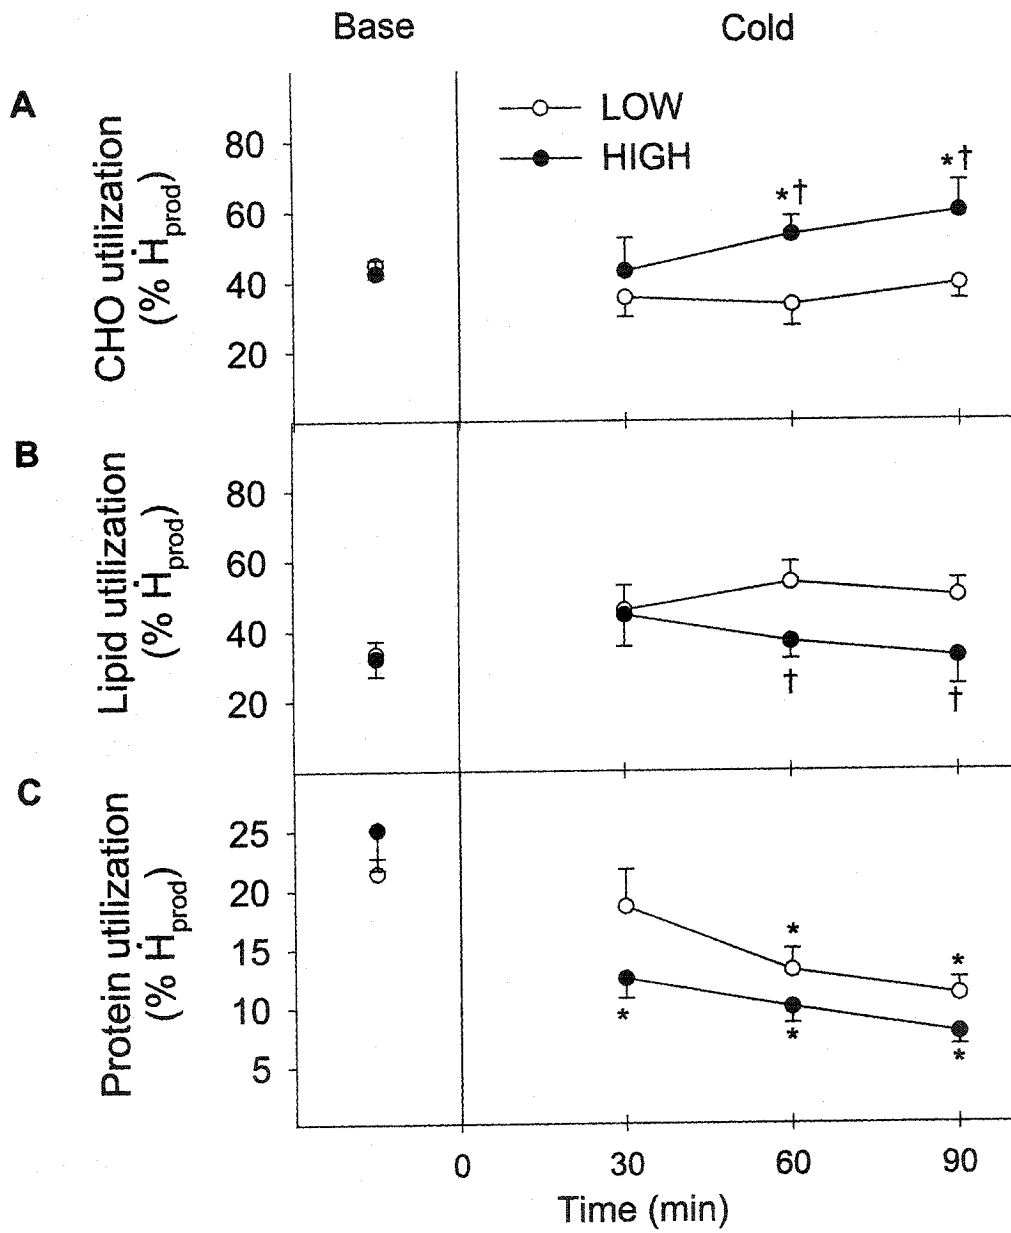 Base Cold
A
CHO utilization
(% Ḣprod)
80
60
40
20
LOW
HIGH
*†
*†
B
Lipid utilization
(% Ḣprod)
80
60
40
20
†
†
C
Protein utilization
(% Ḣprod)
25
20
15
10
5
*
*
*
*
*
0 30 60 90
Time (min)